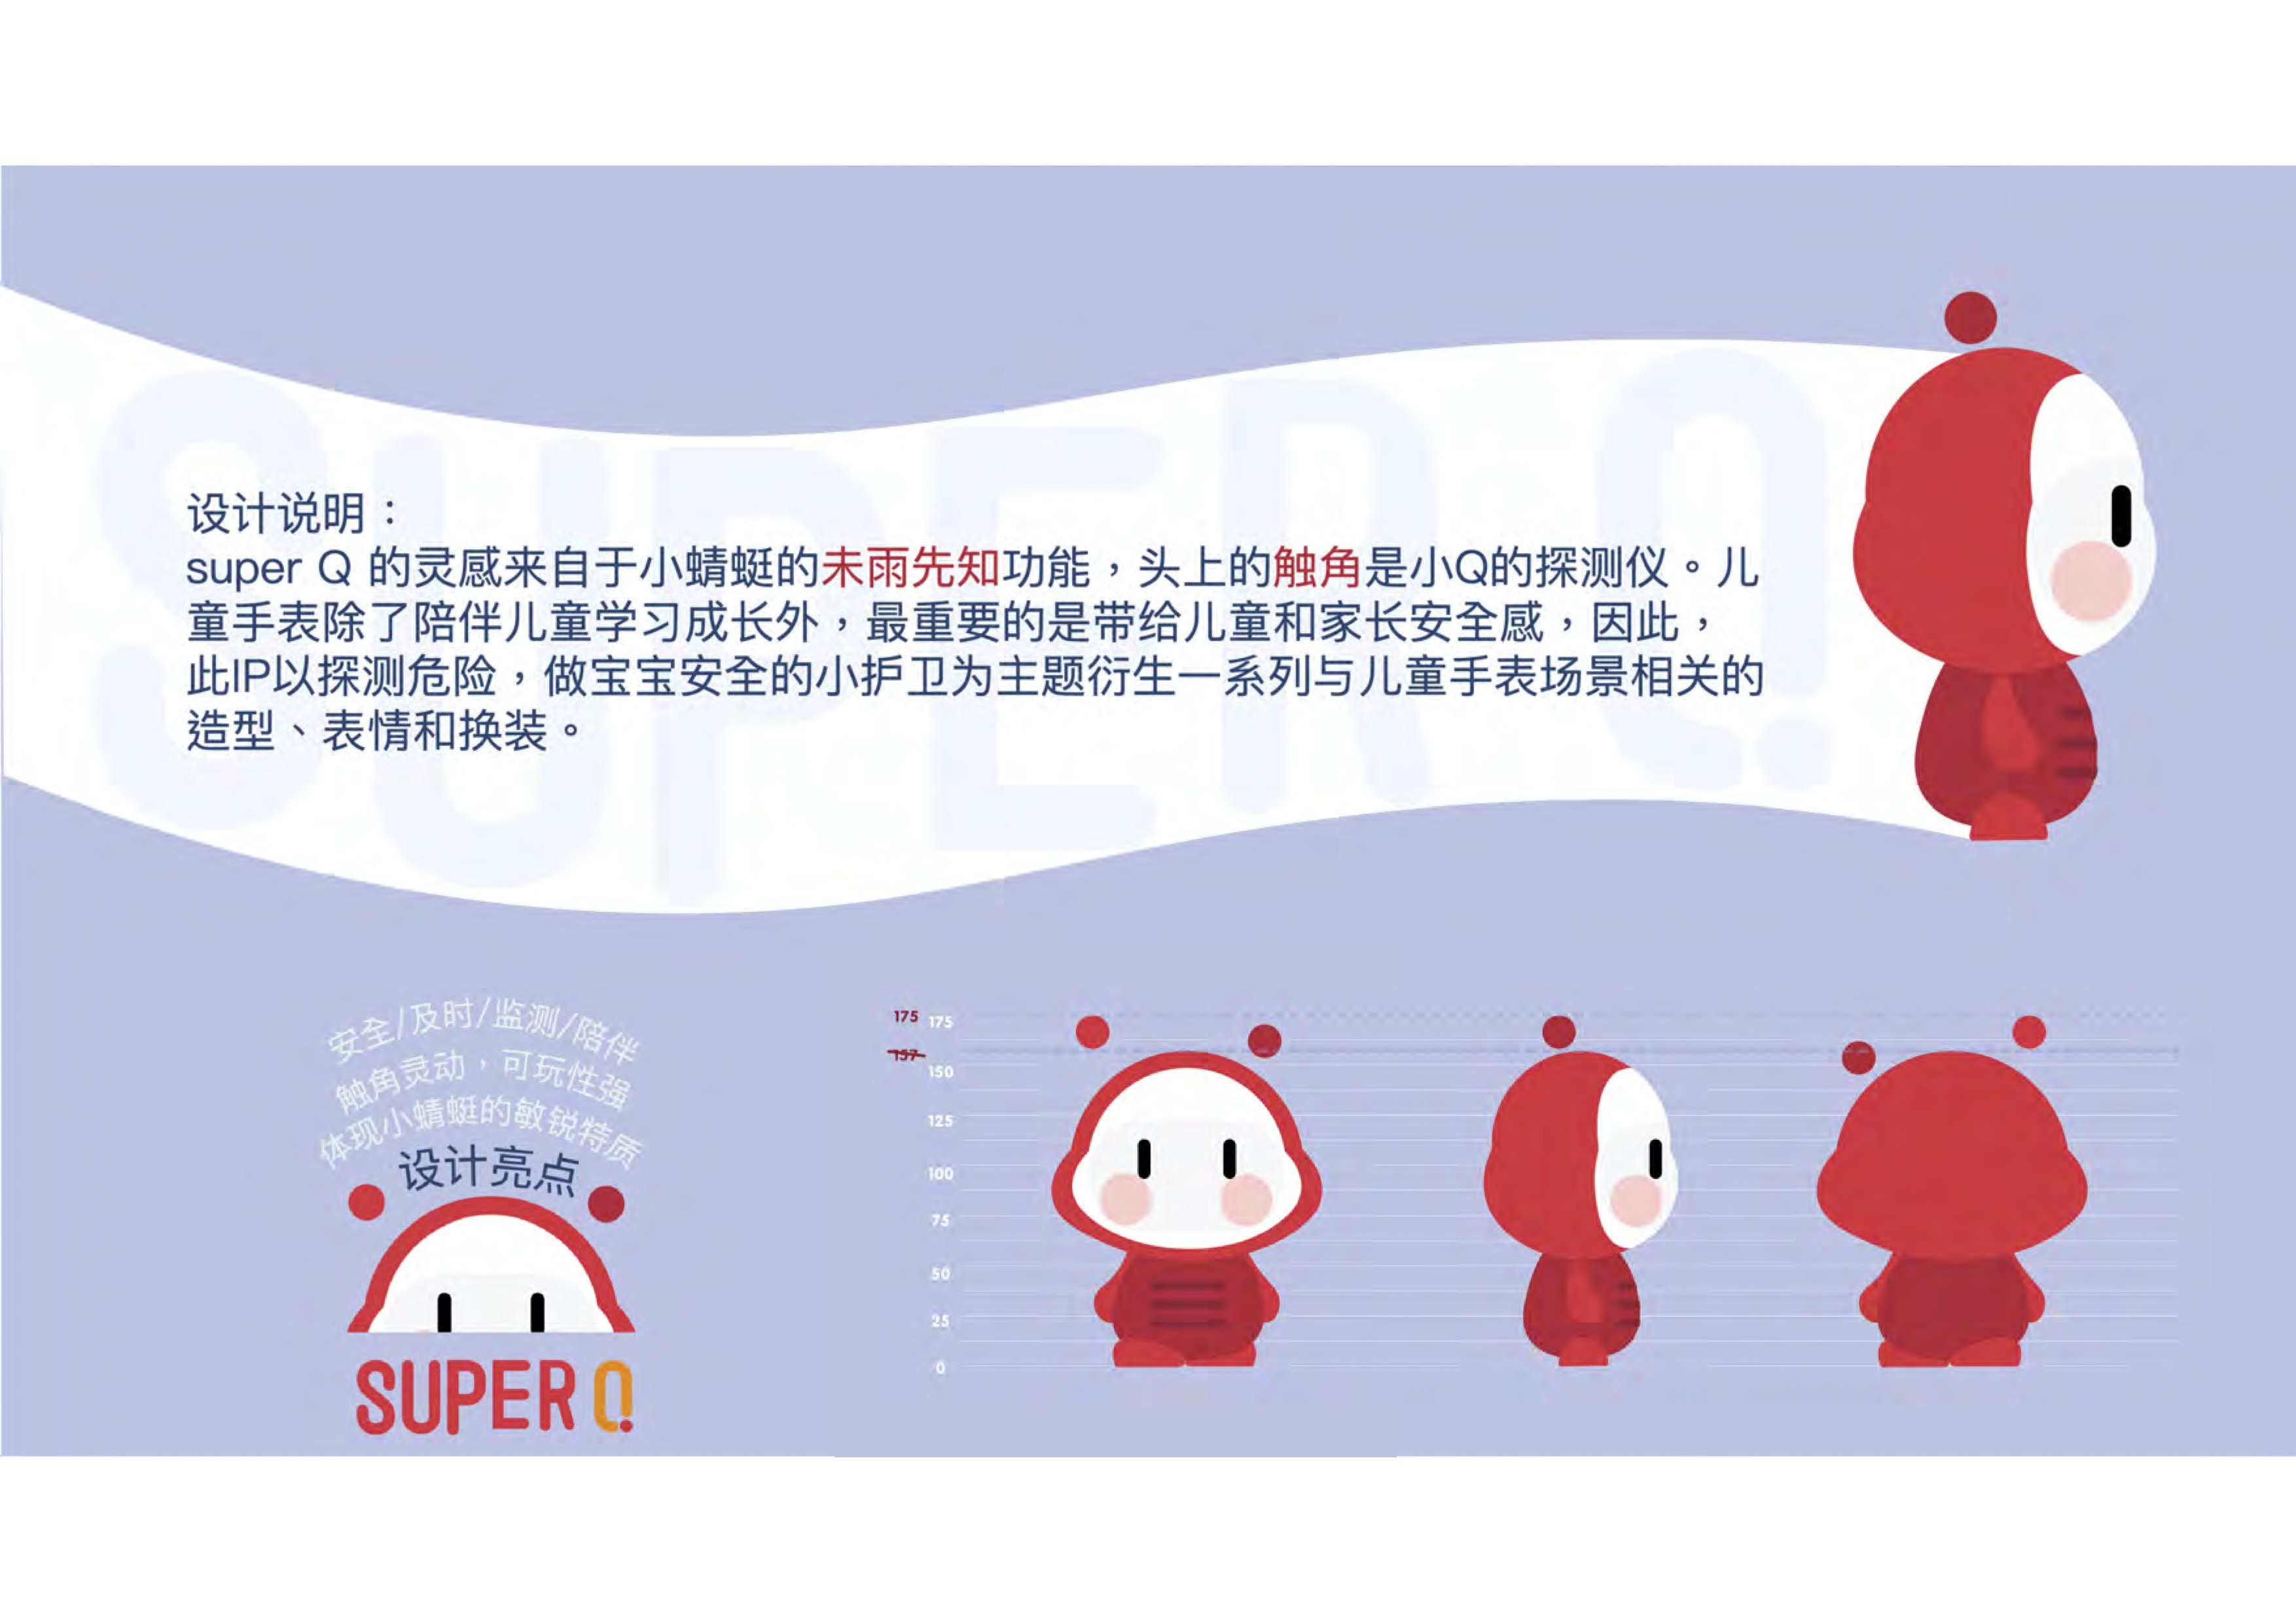 SUPER Q
设计说明：
super Q 的灵感来自于小蜻蜓的未雨先知功能，头上的触角是小Q的探测仪。儿
童手表除了陪伴儿童学习成长外，最重要的是带给儿童和家长安全感，因此，
此IP以探测危险，做宝宝安全的小护卫为主题衍生一系列与儿童手表场景相关的
造型、表情和换装。
安全/及时/监测/陪伴
触角灵动，可玩性强
体现小蜻蜓的敏锐特质
设计亮点
SUPER Q
175
157
175
150
125
100
75
50
25
0